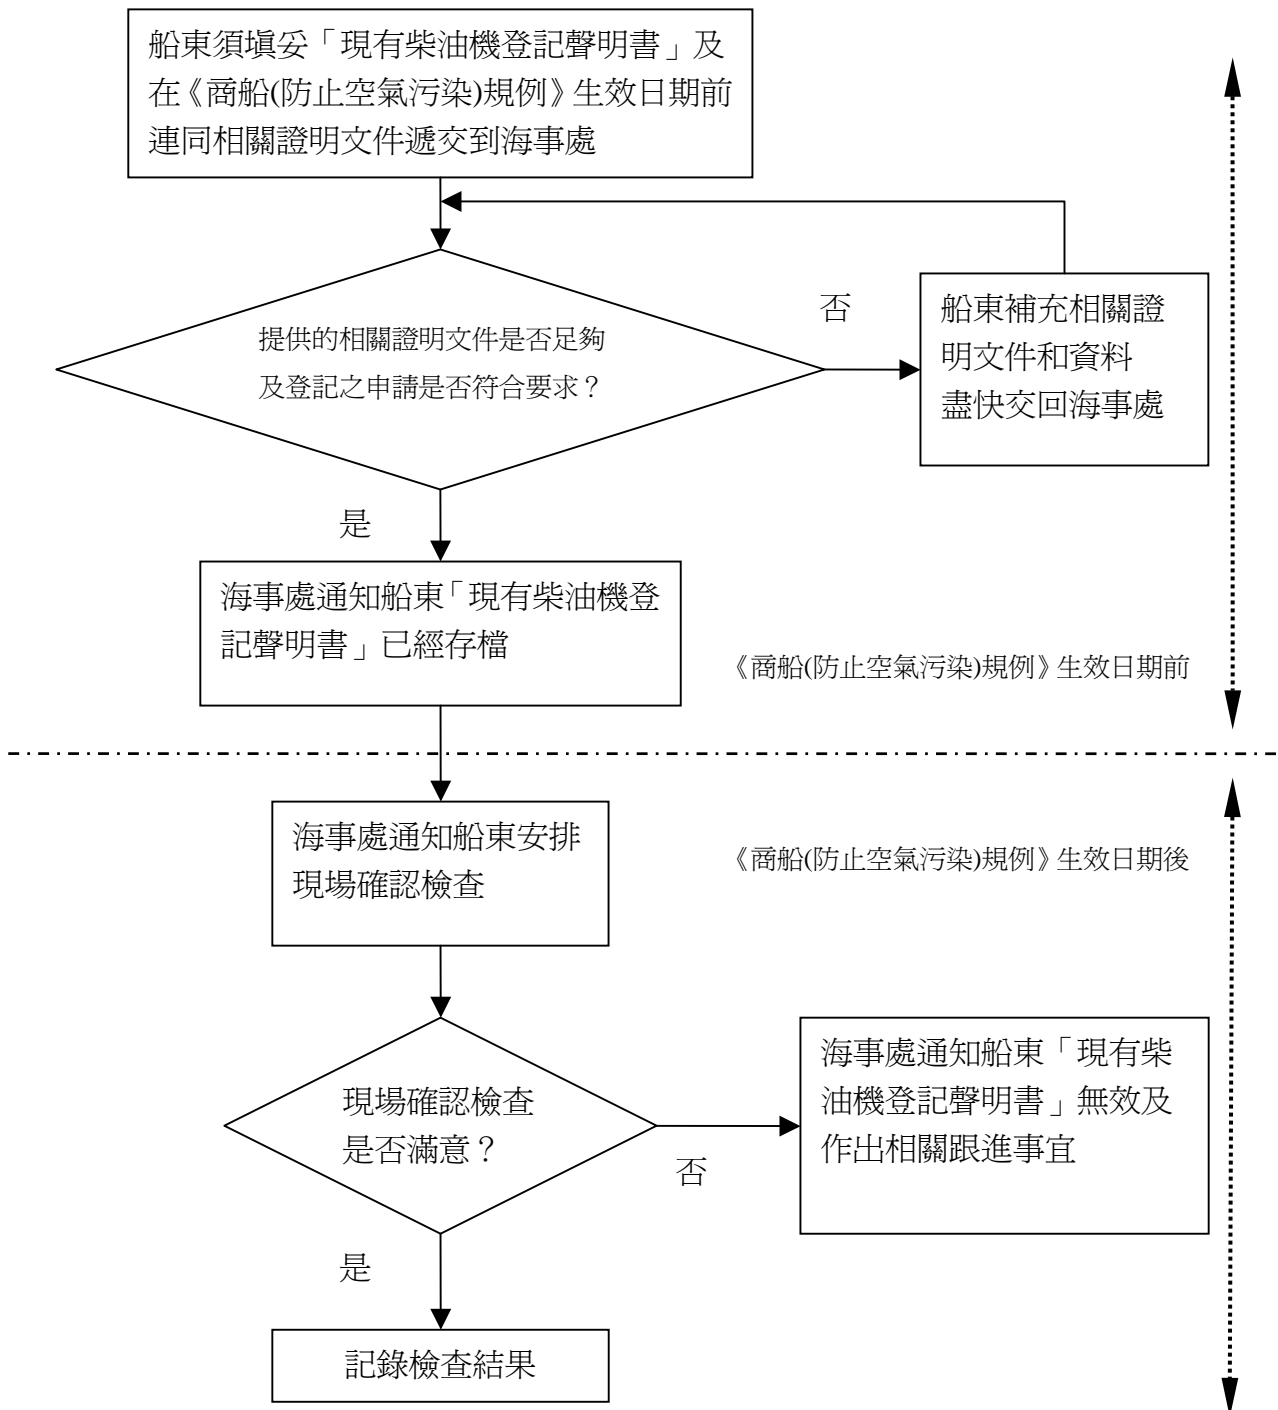 船東須塡妥「現有柴油機登記聲明書」及
在《商船(防止空氣污染)規例》生效日期前
連同相關證明文件遞交到海事處
提供的相關證明文件是否足夠
及登記之申請是否符合要求？
否
船東補充相關證
明文件和資料
盡快交回海事處
是
海事處通知船東「現有柴油機登
記聲明書」已經存檔
《商船(防止空氣污染)規例》生效日期前
海事處通知船東安排
現場確認檢查
《商船(防止空氣污染)規例》生效日期後
現場確認檢查
是否滿意？
否
海事處通知船東「現有柴
油機登記聲明書」無效及
作出相關跟進事宜
是
記錄檢查結果